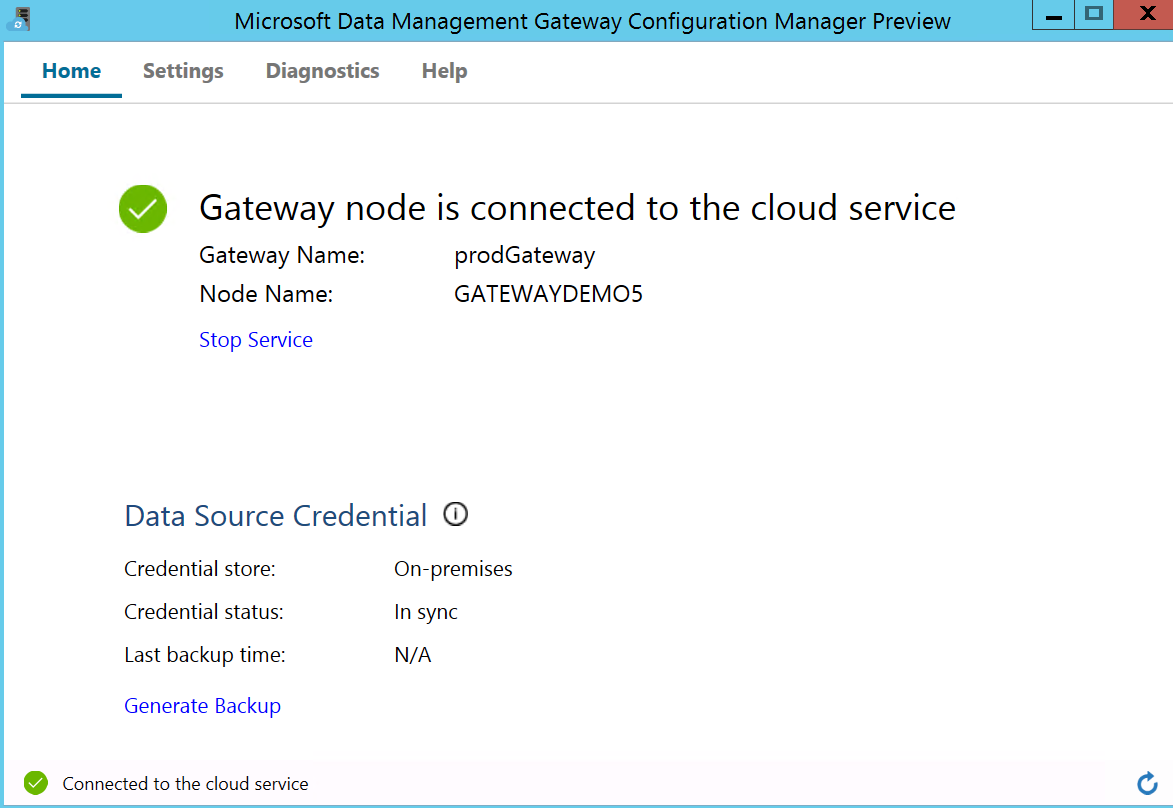 Microsoft Data Management Gateway Configuration Manager Preview
Home Settings Diagnostics Help
Gateway node is connected to the cloud service
Gateway Name: prodGateway
Node Name: GATEWAYDEMO5
Stop Service
Data Source Credential
Credential store: On-premises
Credential status: In sync
Last backup time: N/A
Generate Backup
Connected to the cloud service